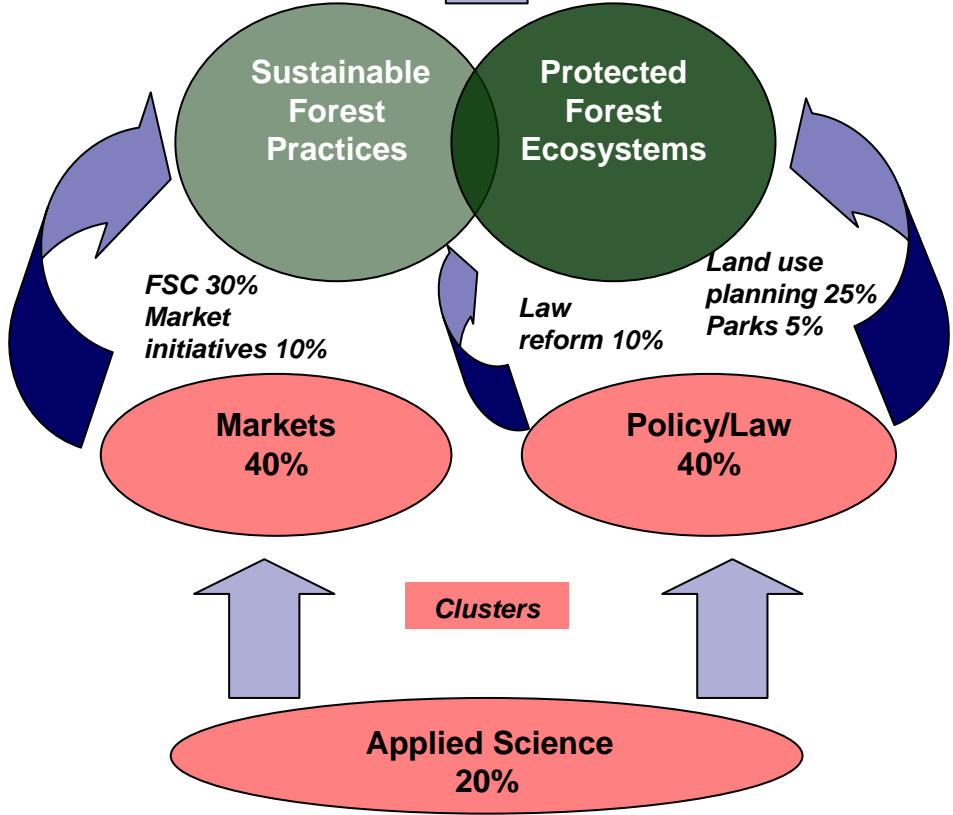 Sustainable
Forest
Practices
Protected
Forest
Ecosystems
FSC 30%
Market
initiatives 10%
Law
reform 10%
Land use
planning 25%
Parks 5%
Markets
40%
Policy/Law
40%
Clusters
Applied Science
20%